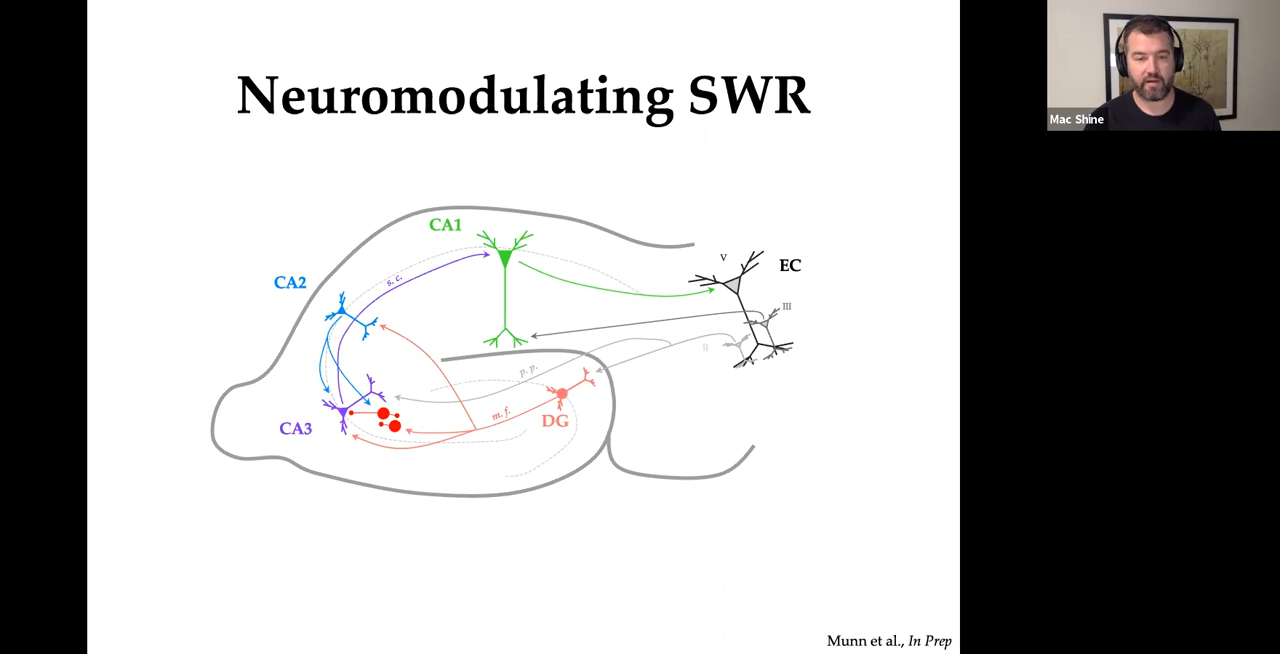 Neuromodulating SWR
Mac Shine
CA1
V
EC
CA2
s. c.
III
II
p. p.
m. f.
DG
CA3
Munn et al., In Prep